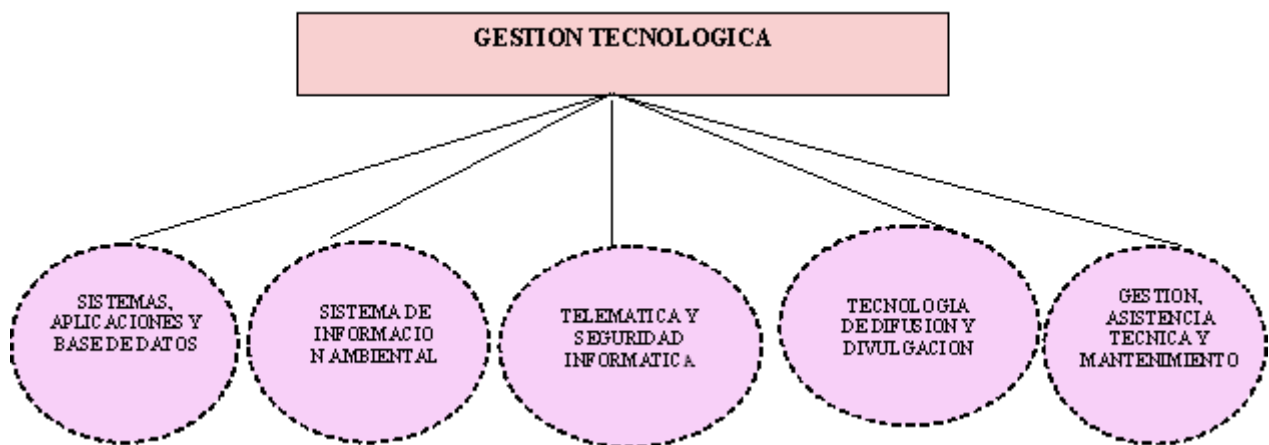 GESTION TECNOLOGICA
SISTEMAS,
APLICACIONES Y
BASE DE DATOS
SISTEMA DE
INFORMACIO
N AMBIENTAL
TELEMATICA Y
SEGURIDAD
INFORMATICA
TECNOLOGIA
DE DIFUSION Y
DIVULGACION
GESTION,
ASISTENCIA
TECNICA Y
MANTENIMIENTO